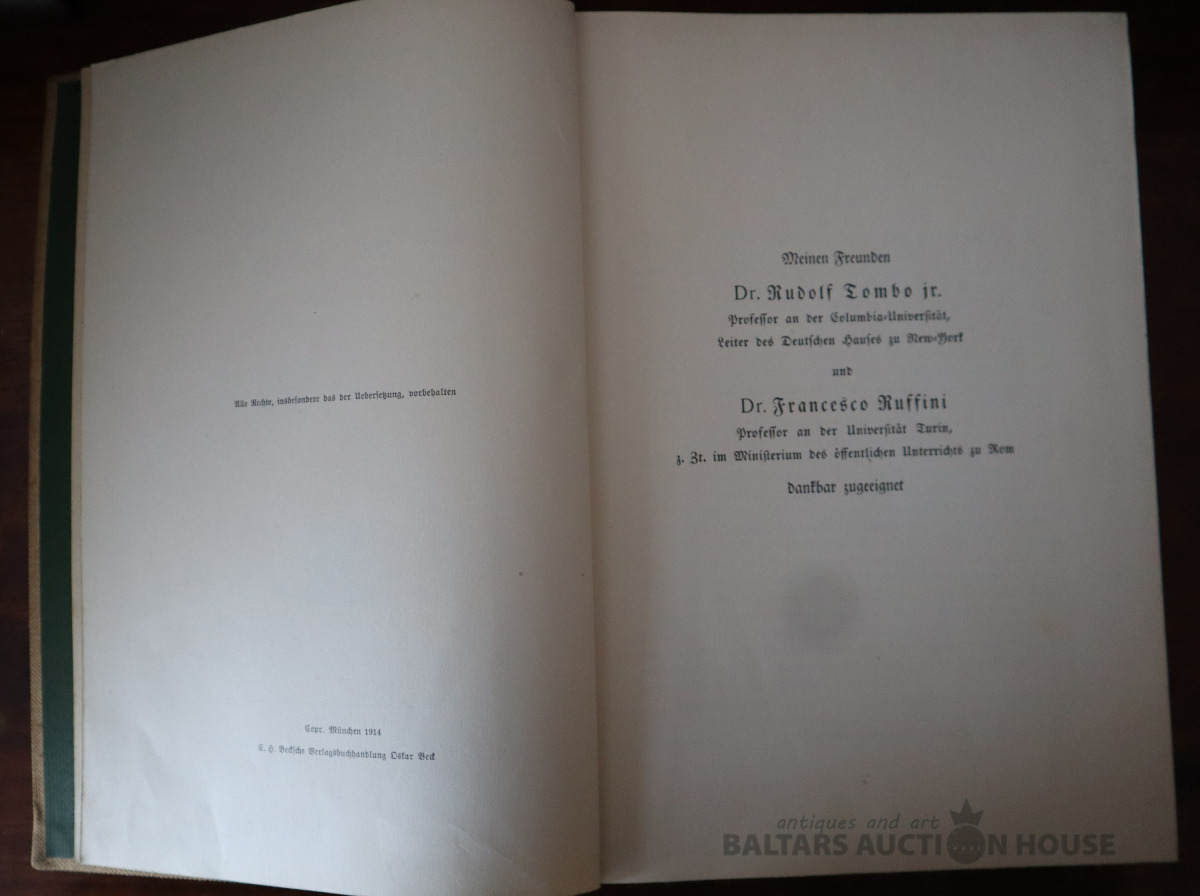 Alle Rechte, insbesondere das der Uebersetzung, vorbehalten
Copr. München 1914
C. H. Beck'sche Verlagsbuchhandlung Oskar Beck
Meinen Freunden
Dr. Rudolf Tombo jr.
Professor an der Columbia-Universität,
Leiter des Deutschen Hauses zu New-York
und
Dr. Francesco Ruffini
Professor an der Universität Turin,
z. Zt. im Ministerium des öffentlichen Unterrichts zu Rom
dankbar zugeeignet
antiques and art
BALTARS AUCTION HOUSE